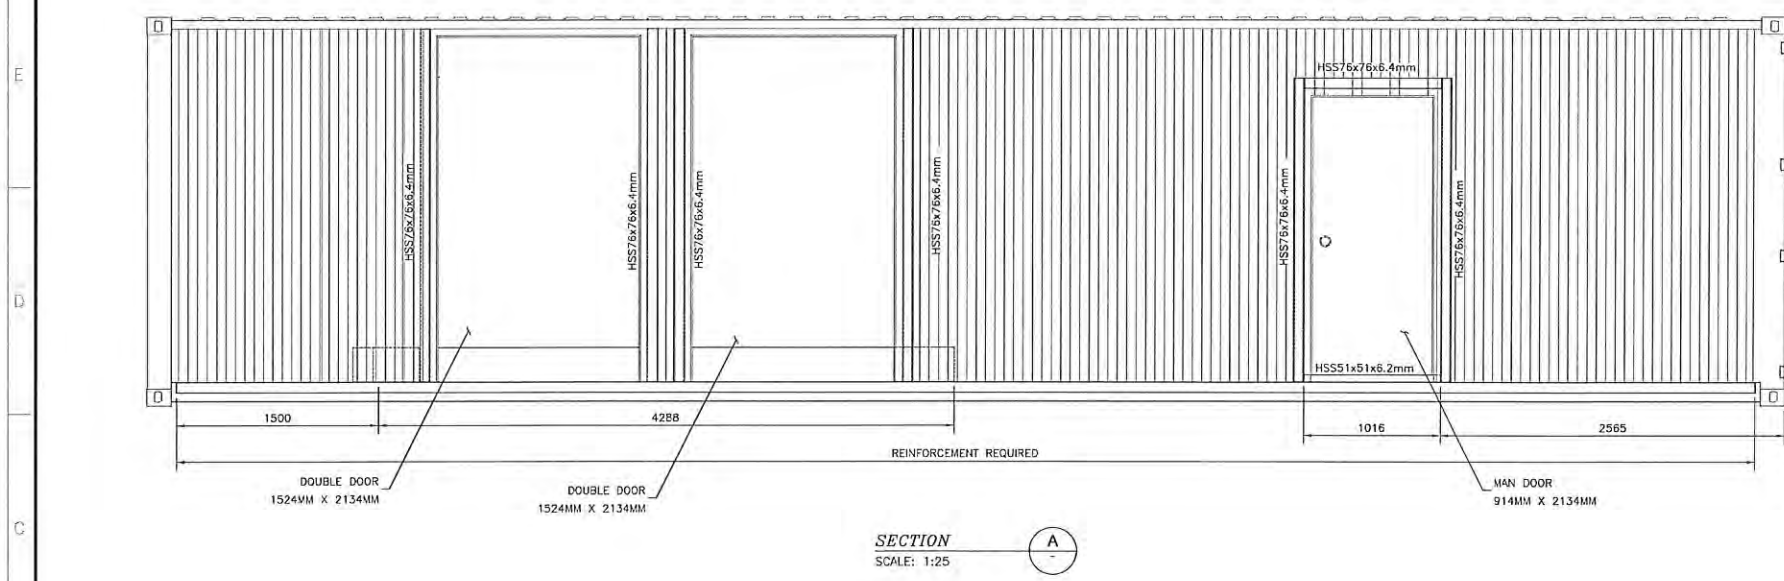 E
HSS76x76x6.4mm
HSS76x76x6.4mm
HSS76x76x6.4mm
HSS76x76x6.4mm
HSS76x76x6.4mm
HSS76x76x6.4mm
HSS76x76x6.4mm
D
HSS51x51x6.2mm
1500
4288
1016
2565
REINFORCEMENT REQUIRED
DOUBLE DOOR
1524MM X 2134MM
DOUBLE DOOR
1524MM X 2134MM
MAN DOOR
914MM X 2134MM
C
SECTION
SCALE: 1:25
A
-